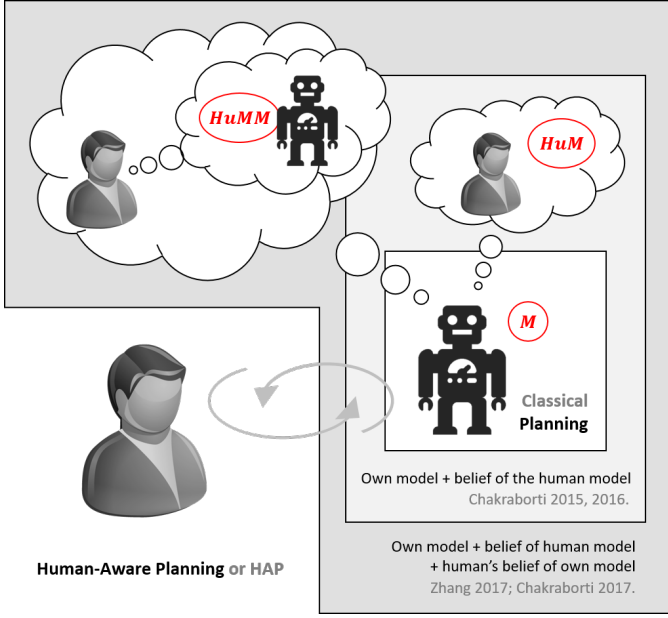 HuMM
HuM
M
Classical
Planning
Own model + belief of the human model
Chakraborti 2015, 2016.
Own model + belief of human model
+ human's belief of own model
Zhang 2017; Chakraborti 2017.
Human-Aware Planning or HAP